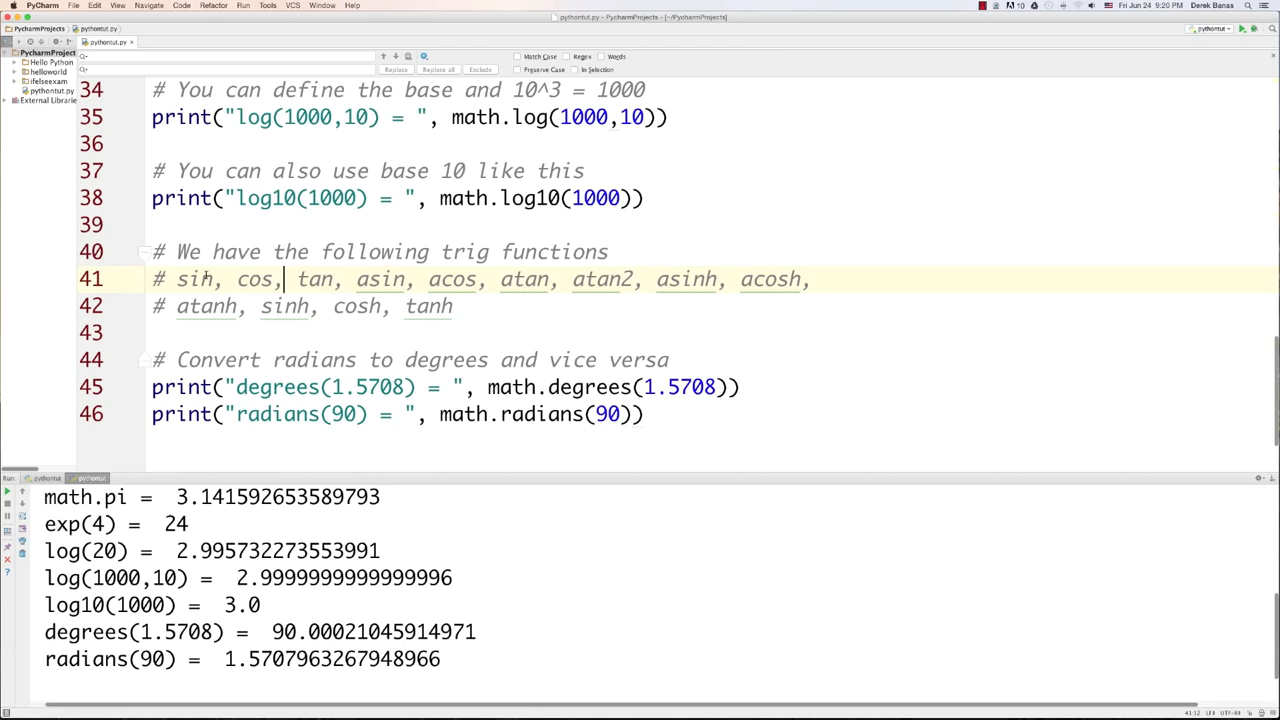 PyCharm File Edit View Navigate Code Refactor Run Tools VCS Window Help Fri Jun 24 9:20 PM Derek Banas
pythontut.py - PycharmProjects - [~/PycharmProjects]
PycharmProjects pythontut.py pythontut
pythontut.py
PycharmProject
Hello Python
helloworld
ifelseexam
pythontut.py
External Librarie
Match Case Regex Words
Replace Replace all Exclude Preserve Case In Selection
34 # You can define the base and 10^3 = 1000
35 print("log(1000,10) = ", math.log(1000,10))
36
37 # You can also use base 10 like this
38 print("log10(1000) = ", math.log10(1000))
39
40 # We have the following trig functions
41 # sin, cos, tan, asin, acos, atan, atan2, asinh, acosh,
42 # atanh, sinh, cosh, tanh
43
44 # Convert radians to degrees and vice versa
45 print("degrees(1.5708) = ", math.degrees(1.5708))
46 print("radians(90) = ", math.radians(90))
Run: pythontut pythontut
math.pi = 3.141592653589793
exp(4) = 24
log(20) = 2.995732273553991
log(1000,10) = 2.9999999999999996
log10(1000) = 3.0
degrees(1.5708) = 90.00021045914971
radians(90) = 1.5707963267948966
41:12 LF UTF-8